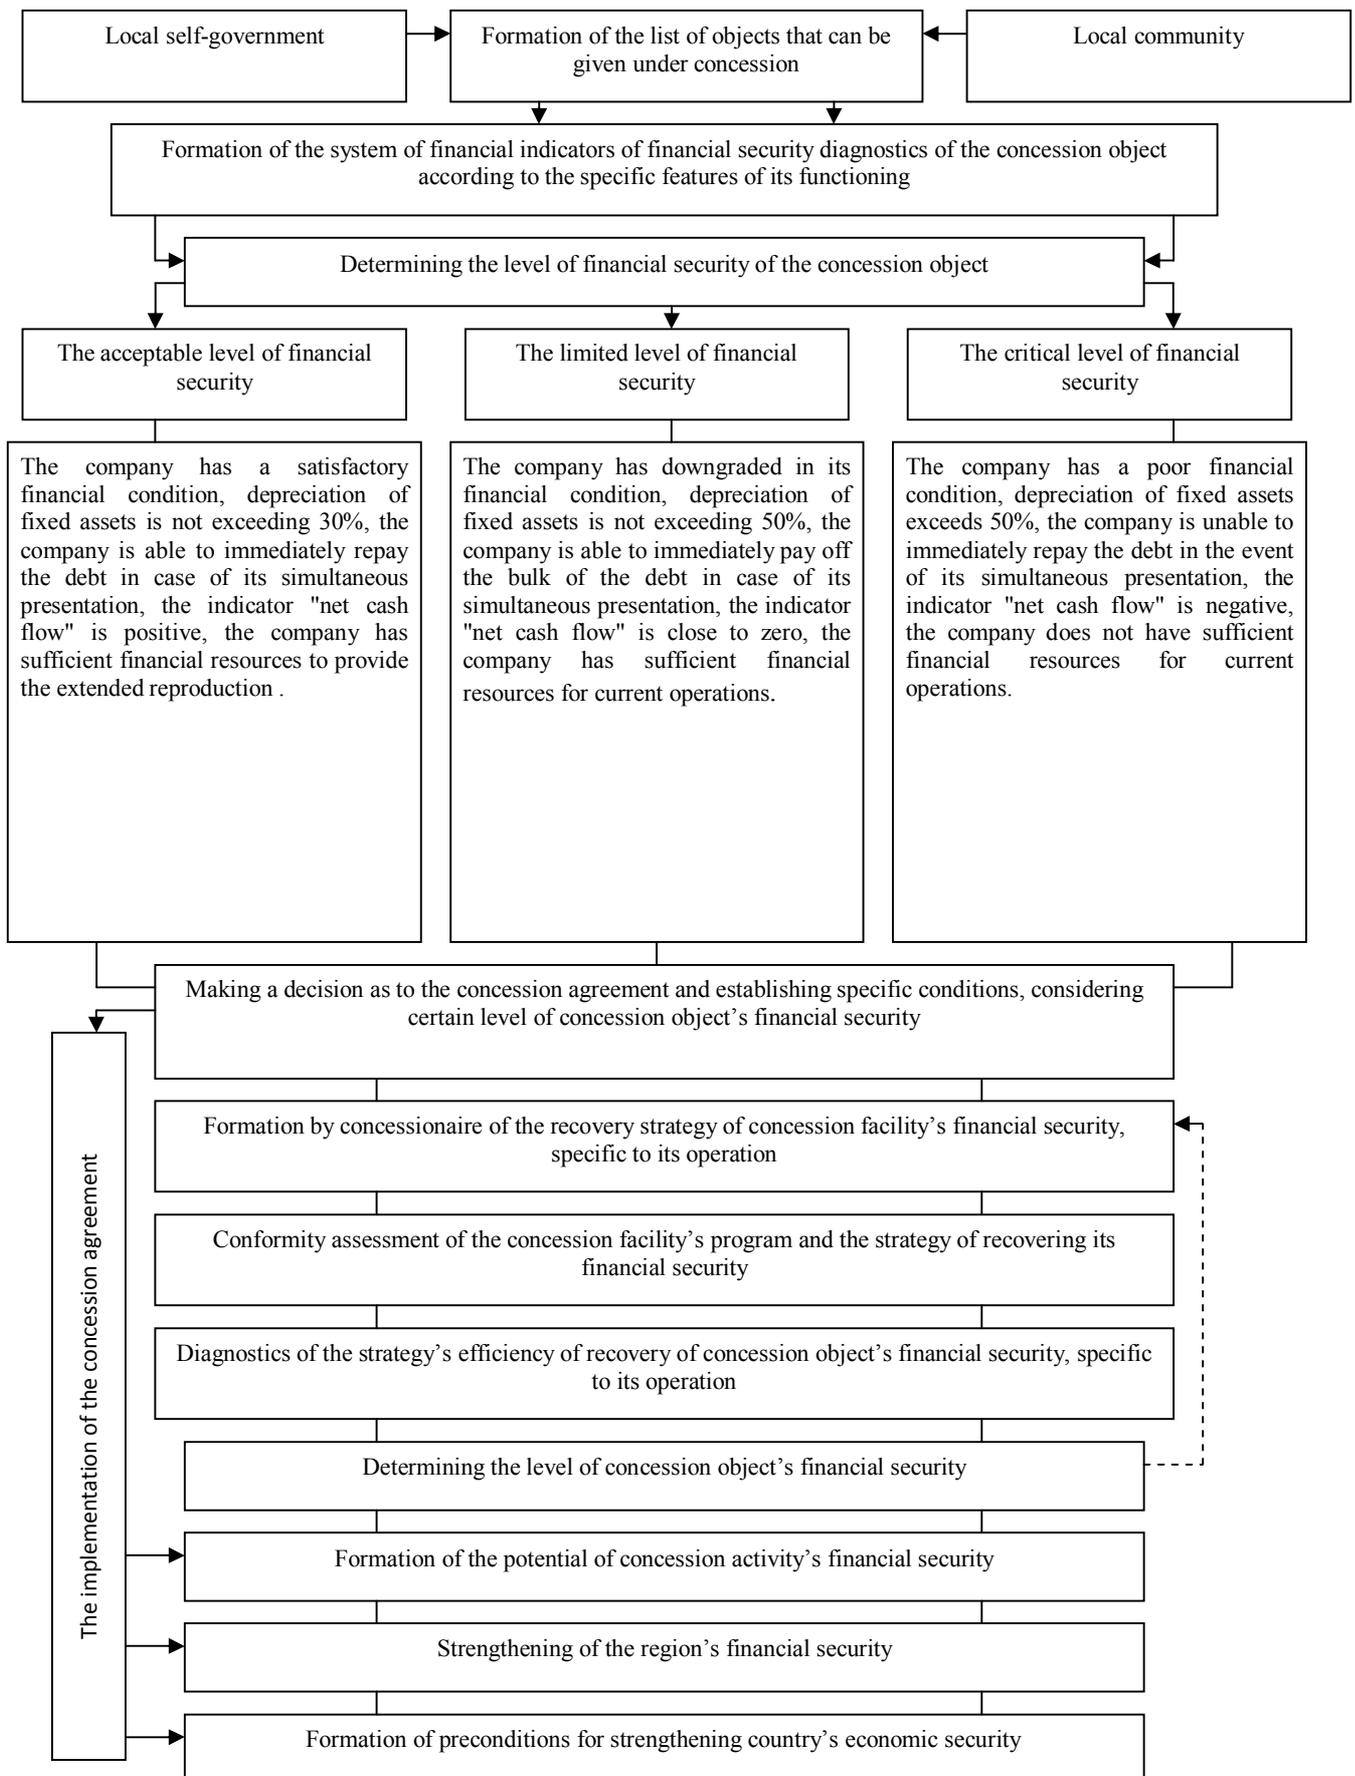 Local self-government
Formation of the list of objects that can be
given under concession
Local community
Formation of the system of financial indicators of financial security diagnostics of the concession object
according to the specific features of its functioning
Determining the level of financial security of the concession object
The acceptable level of financial
security
The limited level of financial
security
The critical level of financial
security
The company has a satisfactory
financial condition, depreciation of
fixed assets is not exceeding 30%, the
company is able to immediately repay
the debt in case of its simultaneous
presentation, the indicator "net cash
flow" is positive, the company has
sufficient financial resources to provide
the extended reproduction .
The company has downgraded in its
financial condition, depreciation of
fixed assets is not exceeding 50%, the
company is able to immediately pay off
the bulk of the debt in case of its
simultaneous presentation, the indicator
"net cash flow" is close to zero, the
company has sufficient financial
resources for current operations.
The company has a poor financial
condition, depreciation of fixed assets
exceeds 50%, the company is unable to
immediately repay the debt in the event
of its simultaneous presentation, the
indicator "net cash flow" is negative,
the company does not have sufficient
financial resources for current
operations.
Making a decision as to the concession agreement and establishing specific conditions, considering
certain level of concession object’s financial security
The implementation of the concession agreement
Formation by concessionaire of the recovery strategy of concession facility’s financial security,
specific to its operation
Conformity assessment of the concession facility’s program and the strategy of recovering its
financial security
Diagnostics of the strategy’s efficiency of recovery of concession object’s financial security, specific
to its operation
Determining the level of concession object’s financial security
Formation of the potential of concession activity’s financial security
Strengthening of the region’s financial security
Formation of preconditions for strengthening country’s economic security